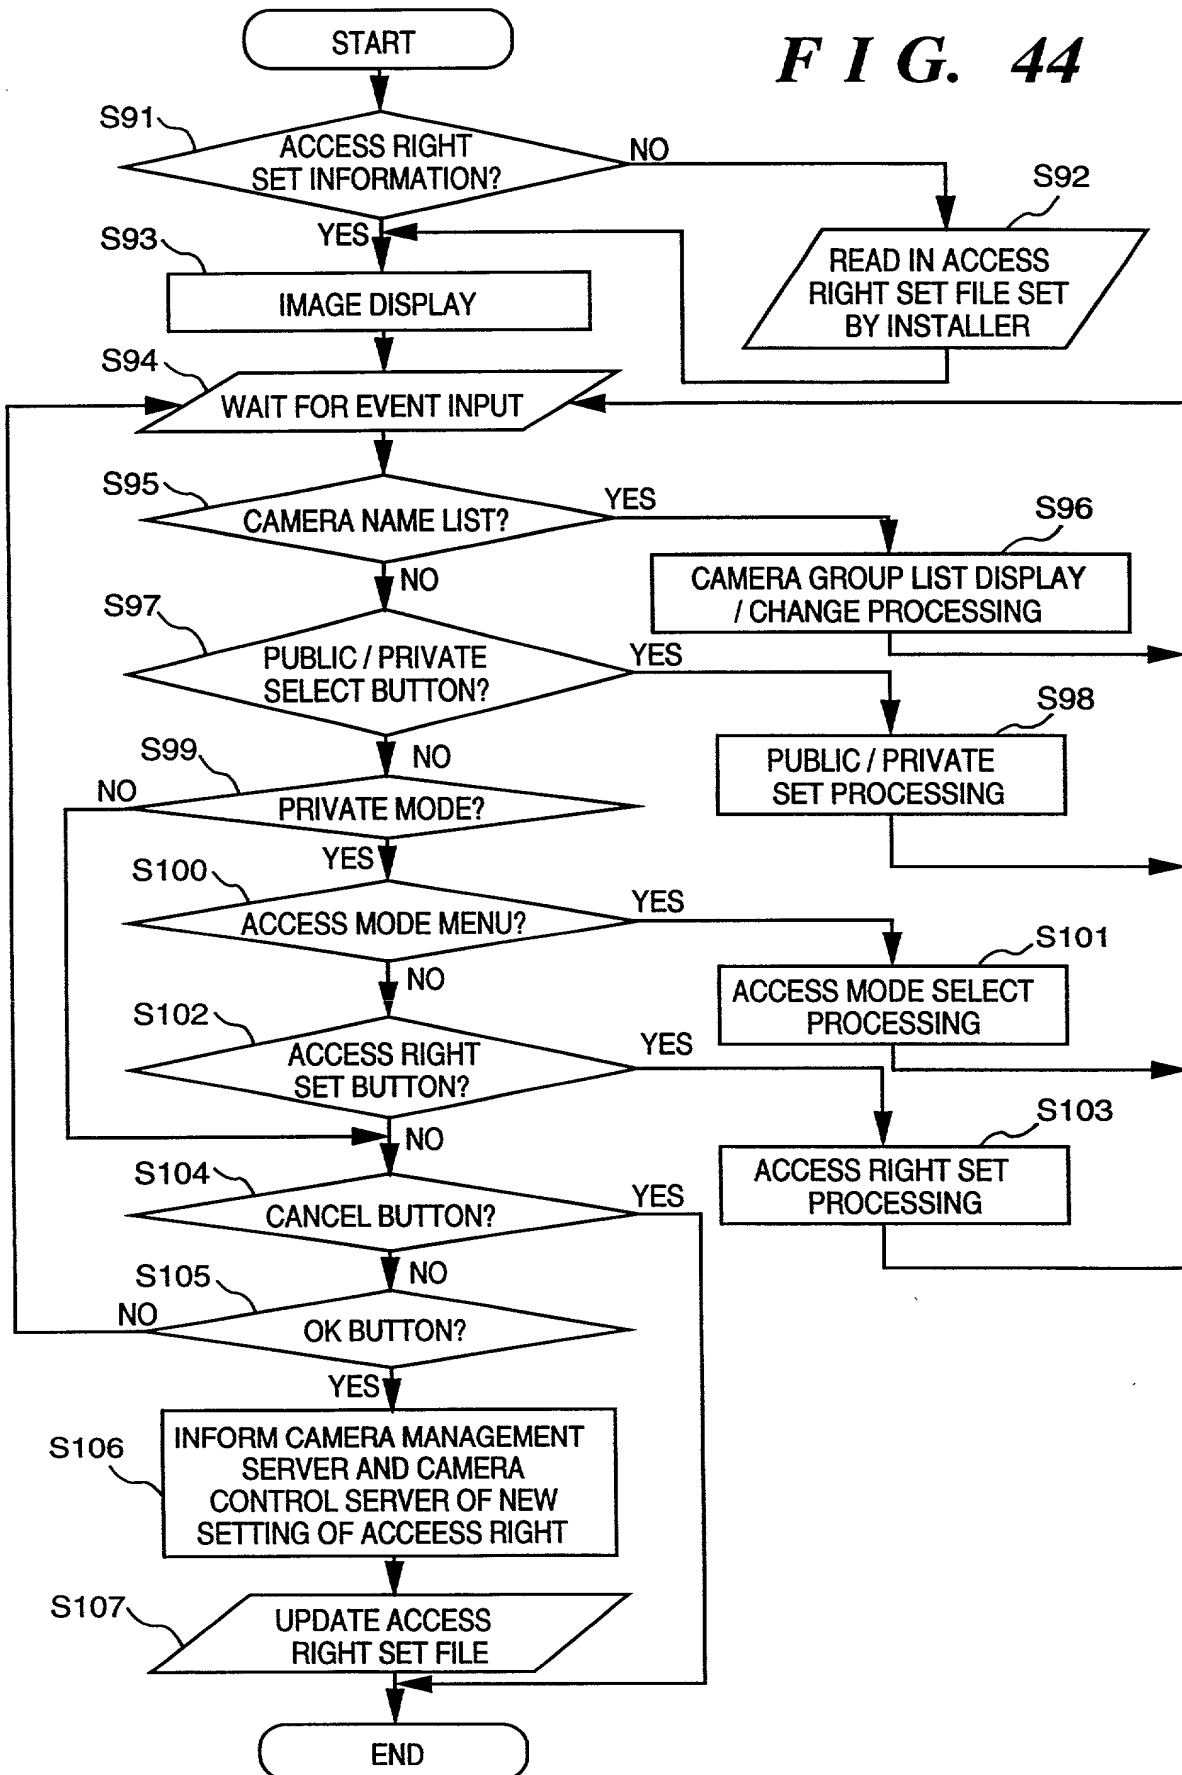 START
F I G. 44
S91
ACCESS RIGHT
SET INFORMATION?
NO
S92
YES
READ IN ACCESS
RIGHT SET FILE SET
BY INSTALLER
S93
IMAGE DISPLAY
S94
WAIT FOR EVENT INPUT
S95
CAMERA NAME LIST?
YES
S96
CAMERA GROUP LIST DISPLAY
/ CHANGE PROCESSING
NO
S97
PUBLIC / PRIVATE
SELECT BUTTON?
YES
S98
PUBLIC / PRIVATE
SET PROCESSING
NO
S99
NO
PRIVATE MODE?
YES
S100
ACCESS MODE MENU?
YES
S101
ACCESS MODE SELECT
PROCESSING
NO
S102
ACCESS RIGHT
SET BUTTON?
YES
S103
ACCESS RIGHT SET
PROCESSING
NO
S104
CANCEL BUTTON?
YES
NO
S105
NO
OK BUTTON?
YES
S106
INFORM CAMERA MANAGEMENT
SERVER AND CAMERA
CONTROL SERVER OF NEW
SETTING OF ACCEESS RIGHT
S107
UPDATE ACCESS
RIGHT SET FILE
END